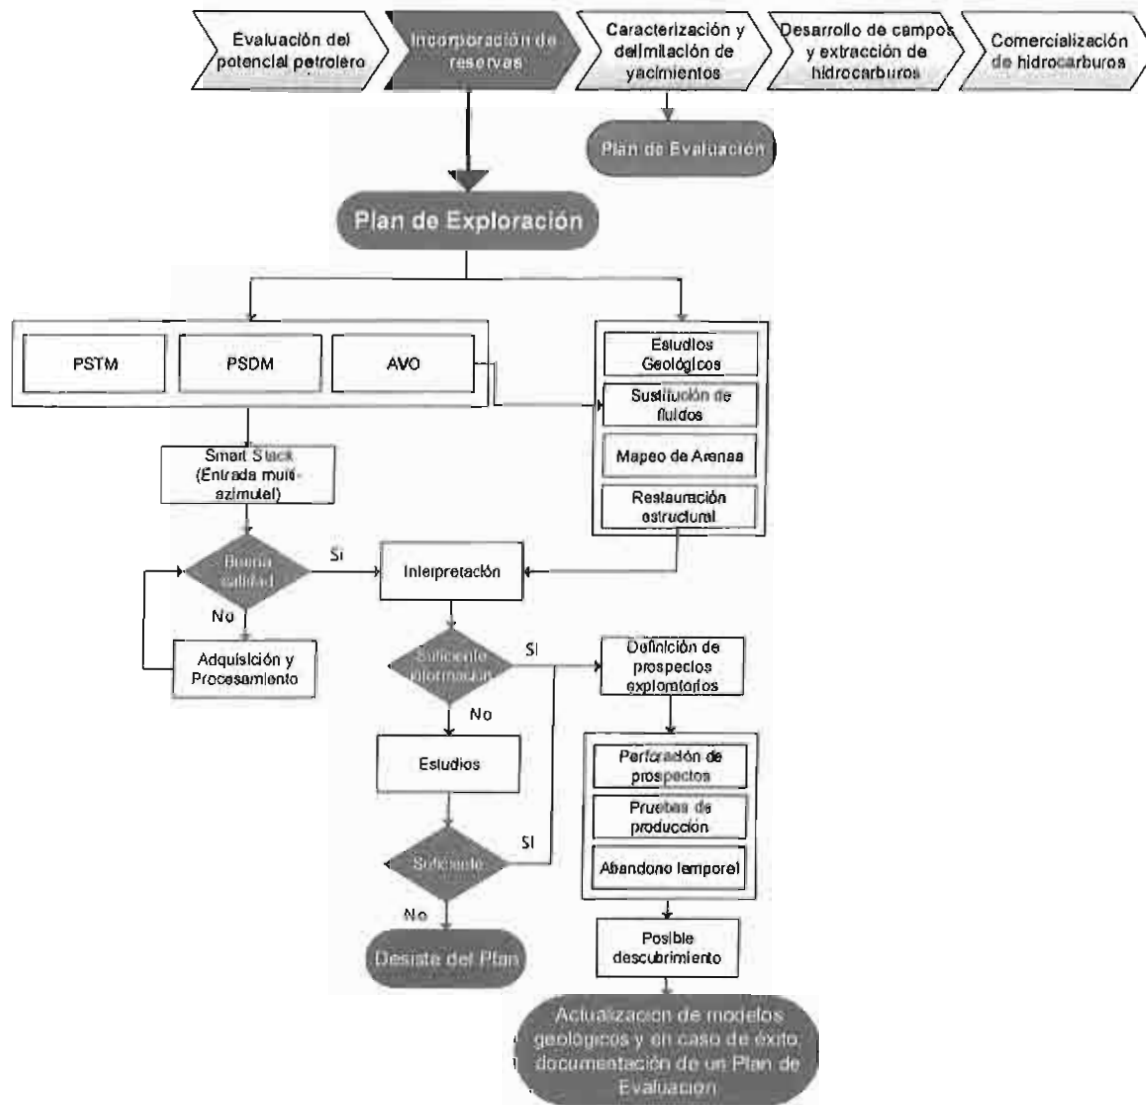 Evaluación del
potencial petrolero
Incorporación de
reservas
Caracterización y
delimitación de
yacimientos
Desarrollo de campos
y extracción de
hidrocarburos
Comercialización
de hidrocarburos
Plan de Evaluación
Plan de Exploración
PSTM
PSDM
AVO
Estudios
Geológicos
Sustitución de
fluidos
Mapeo de Arenas
Restauración
estructural
Smart Stack
(Entrada multi-
azimutal)
Buena
calidad
Si
No
Interpretación
Adquisición y
Procesamiento
Suficiente
información
SI
No
Definición de
prospectos
exploratorios
Estudios
Perforación de
prospectos
Pruebas de
producción
Abandono temporal
Suficiente
SI
No
Desiste del Plan
Posible
descubrimiento
Actualización de modelos
geológicos y en caso de éxito,
documentación de un Plan de
Evaluación